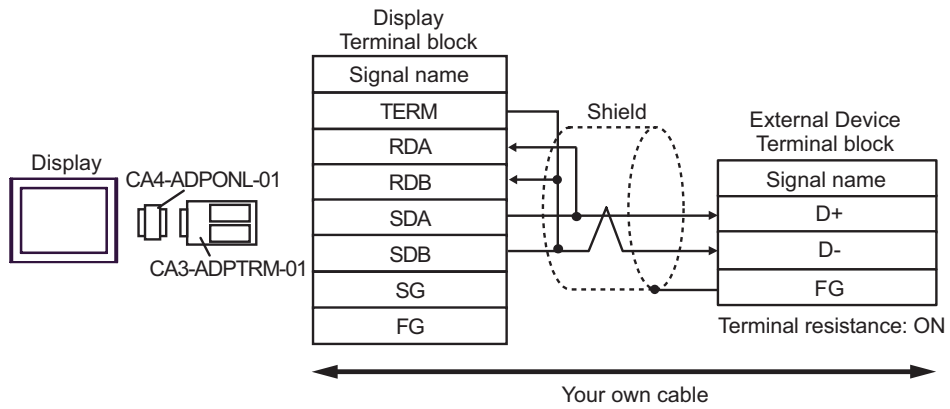 Display
Terminal block
Signal name
TERM
RDA
RDB
SDA
SDB
SG
FG
Shield
External Device
Terminal block
Signal name
D+
D-
FG
Terminal resistance: ON
Display
CA4-ADPONL-01
CA3-ADPTRM-01
Your own cable